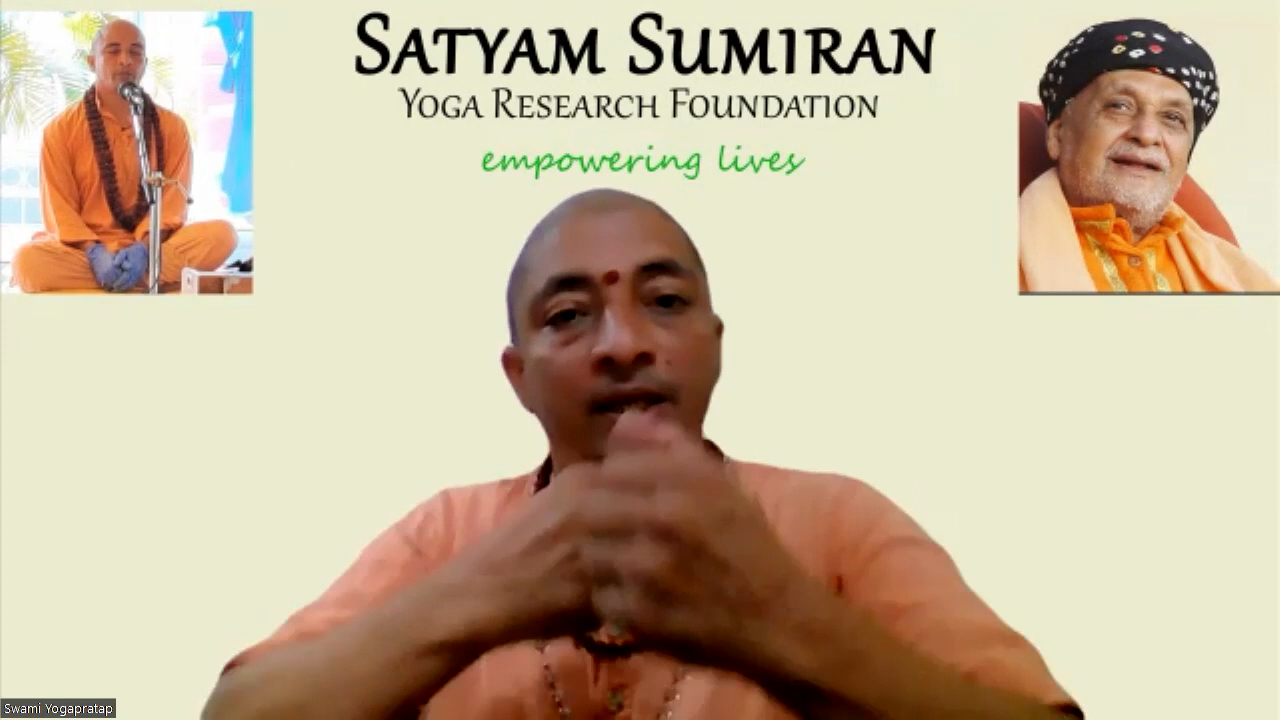 SATYAM SUMIRAN
YOGA RESEARCH FOUNDATION
empowering lives
Swami Yogapratap